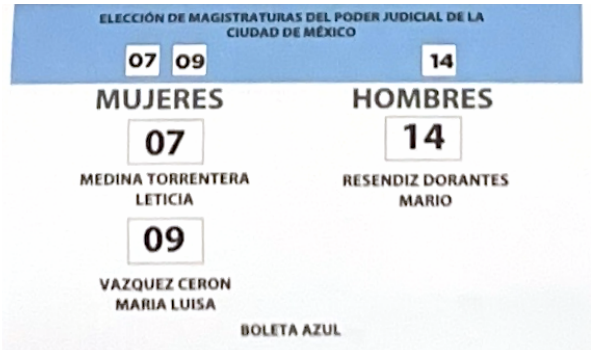 ELECCIÓN DE MAGISTRATURAS DEL PODER JUDICIAL DE LA
CIUDAD DE MÉXICO
07 09 14
MUJERES
07
MEDINA TORRENTERA
LETICIA
09
VAZQUEZ CERON
MARIA LUISA
HOMBRES
14
RESENDIZ DORANTES
MARIO
BOLETA AZUL